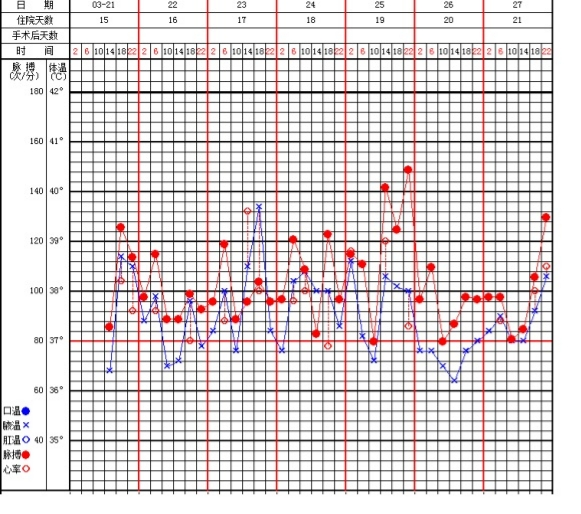 日 期 03-21 22 23 24 25 26 27
住院天数 15 16 17 18 19 20 21
手术后天数
时 间 2 6 10 14 18 22 2 6 10 14 18 22 2 6 10 14 18 22 2 6 10 14 18 22 2 6 10 14 18 22 2 6 10 14 18 22 2 6 10 14 18 22
脉搏 体温
(次/分) (℃)
180 42°
160 41°
140 40°
120 39°
100 38°
80 37°
60 36°
口温
腋温
肛温 40 35°
脉搏
心率